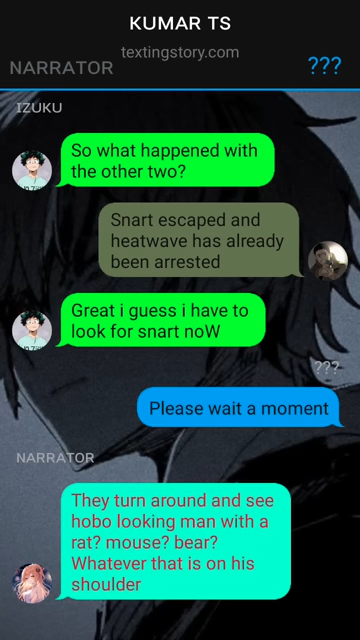 KUMAR TS
textingstory.com
NARRATOR
???
IZUKU
So what happened with
the other two?
Snart escaped and
heatwave has already
been arrested
Great i guess i have to
look for snart noW
???
Please wait a moment
NARRATOR
They turn around and see
hobo looking man with a
rat? mouse? bear?
Whatever that is on his
shoulder